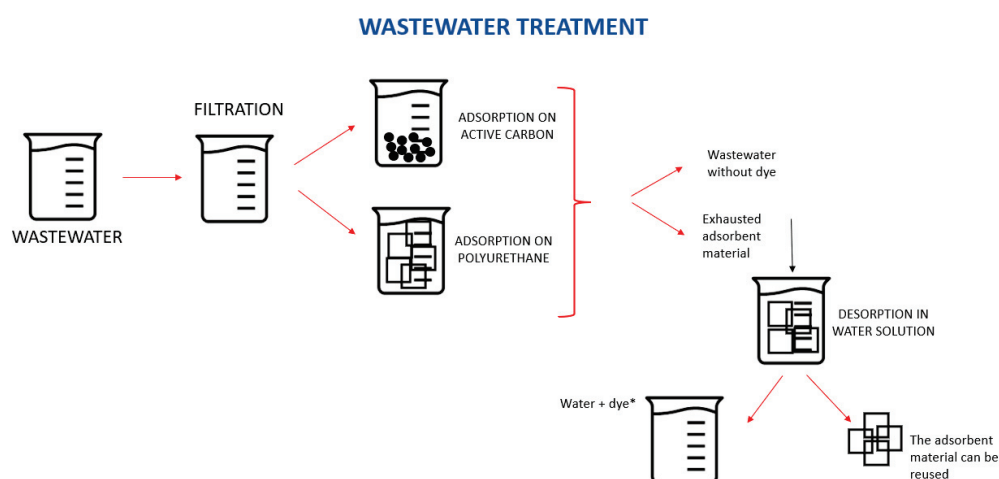 WASTEWATER TREATMENT
FILTRATION
WASTEWATER
ADSORPTION ON
ACTIVE CARBON
ADSORPTION ON
POLYURETHANE
Wastewater
without dye
Exhausted
adsorbent
material
DESORPTION IN
WATER SOLUTION
Water + dye*
The adsorbent
material can be
reused